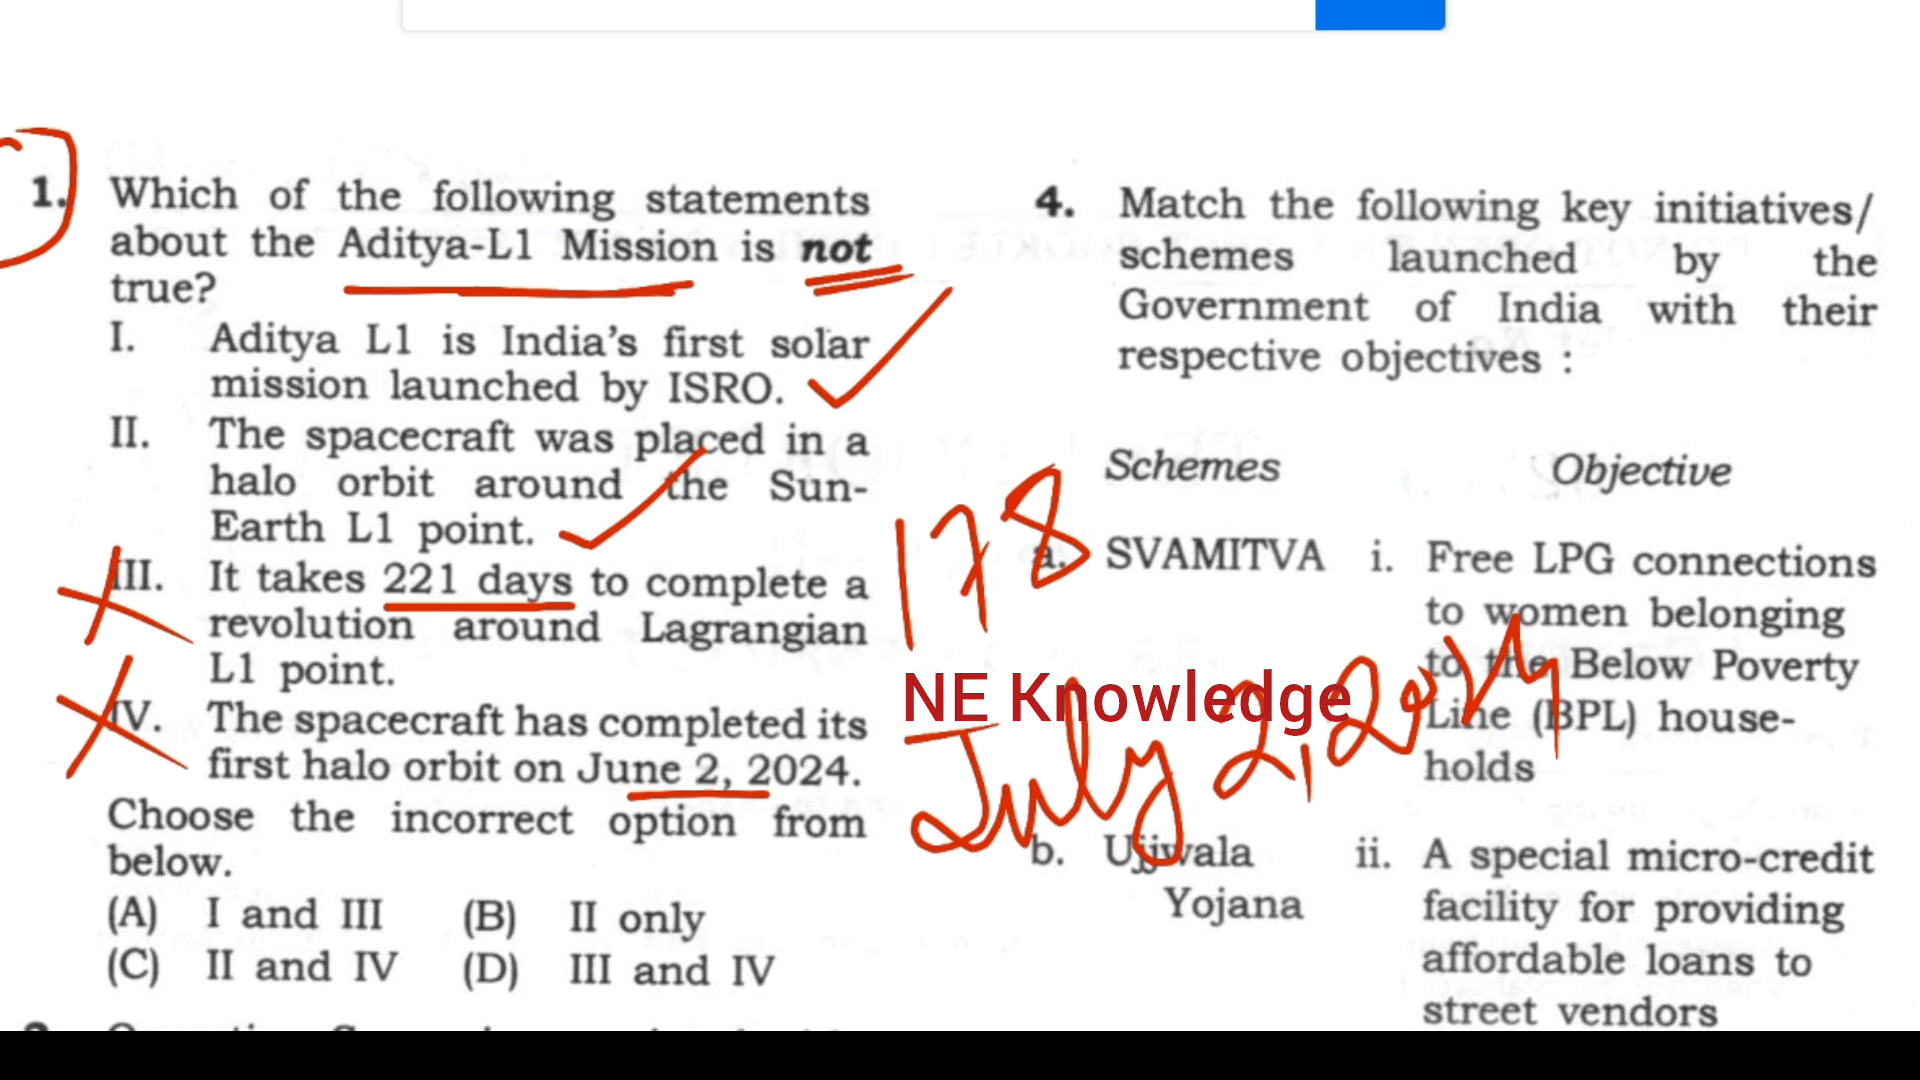 1. Which of the following statements
about the Aditya-L1 Mission is not
true?
I. Aditya L1 is India's first solar
mission launched by ISRO.
II. The spacecraft was placed in a
halo orbit around the Sun-
Earth L1 point.
III. It takes 221 days to complete a
revolution around Lagrangian
L1 point.
IV. The spacecraft has completed its
first halo orbit on June 2, 2024.
Choose the incorrect option from
below.
(A) I and III (B) II only
(C) II and IV (D) III and IV
178
NE Knowledge
July 2, 2024
4. Match the following key initiatives/
schemes launched by the
Government of India with their
respective objectives :
Schemes Objective
a. SVAMITVA i. Free LPG connections
to women belonging
to the Below Poverty
Line (BPL) house-
holds
b. Ujjwala ii. A special micro-credit
Yojana facility for providing
affordable loans to
street vendors